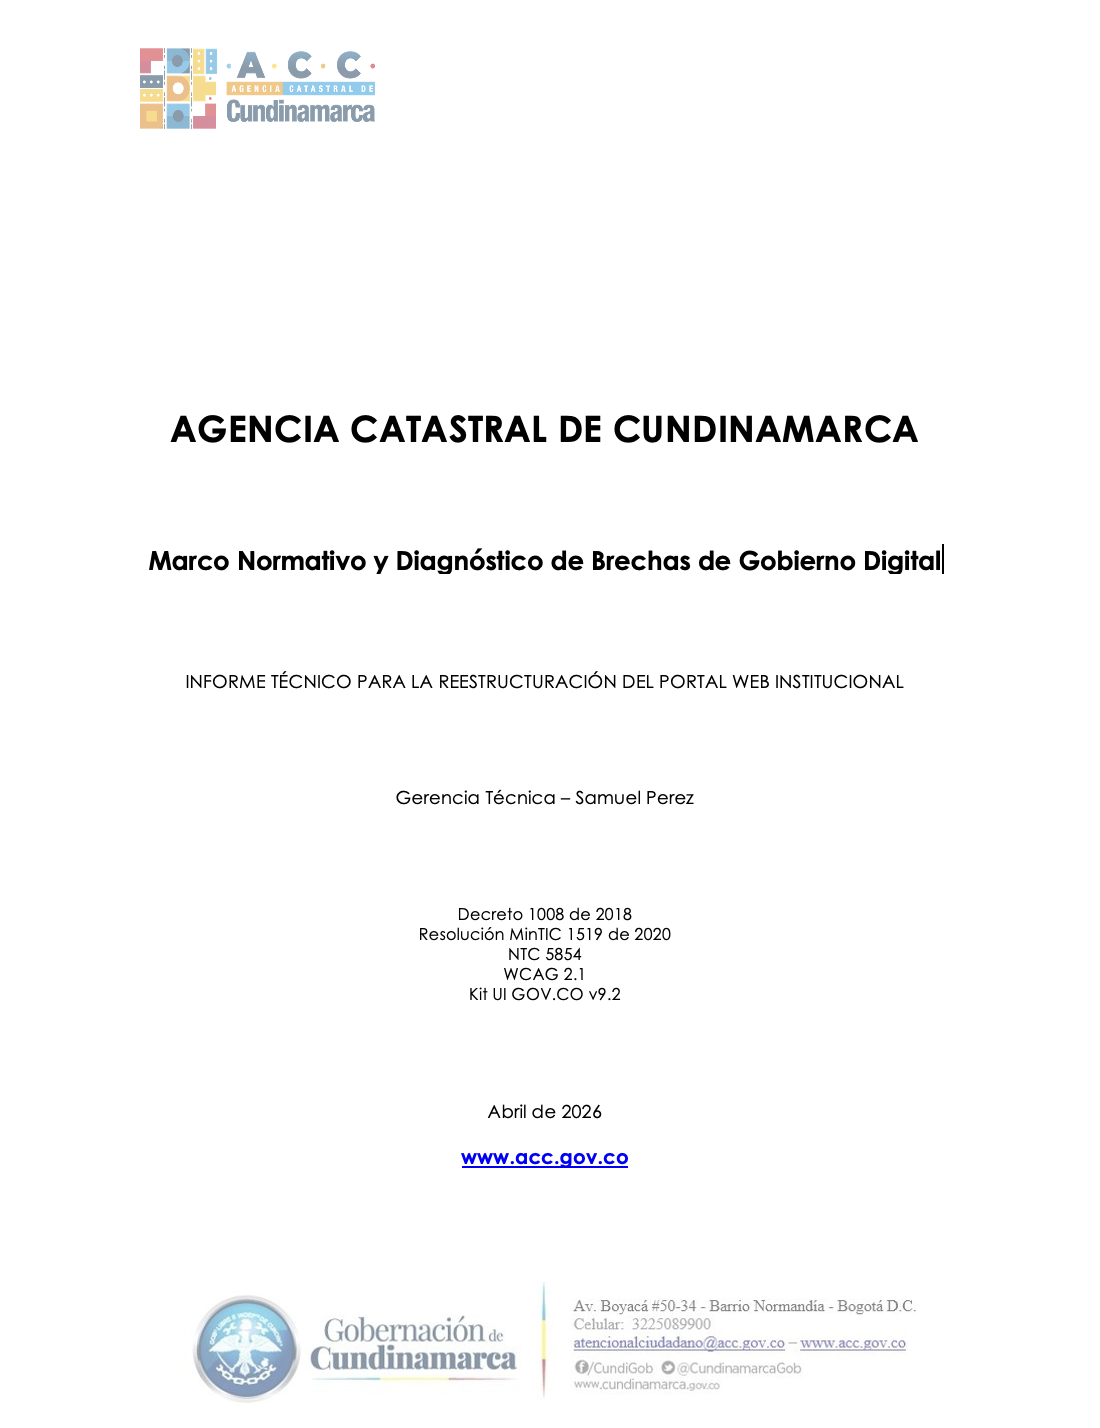 · A · C · C ·
AGENCIA CATASTRAL DE
Cundinamarca
AGENCIA CATASTRAL DE CUNDINAMARCA
Marco Normativo y Diagnóstico de Brechas de Gobierno Digital
INFORME TÉCNICO PARA LA REESTRUCTURACIÓN DEL PORTAL WEB INSTITUCIONAL
Gerencia Técnica – Samuel Perez
Decreto 1008 de 2018
Resolución MinTIC 1519 de 2020
NTC 5854
WCAG 2.1
Kit UI GOV.CO v9.2
Abril de 2026
www.acc.gov.co
Gobernación de
Cundinamarca
Av. Boyacá #50-34 - Barrio Normandía - Bogotá D.C.
Celular: 3225089900
atencionalciudadano@acc.gov.co – www.acc.gov.co
/CundiGob @CundinamarcaGob
www.cundinamarca.gov.co